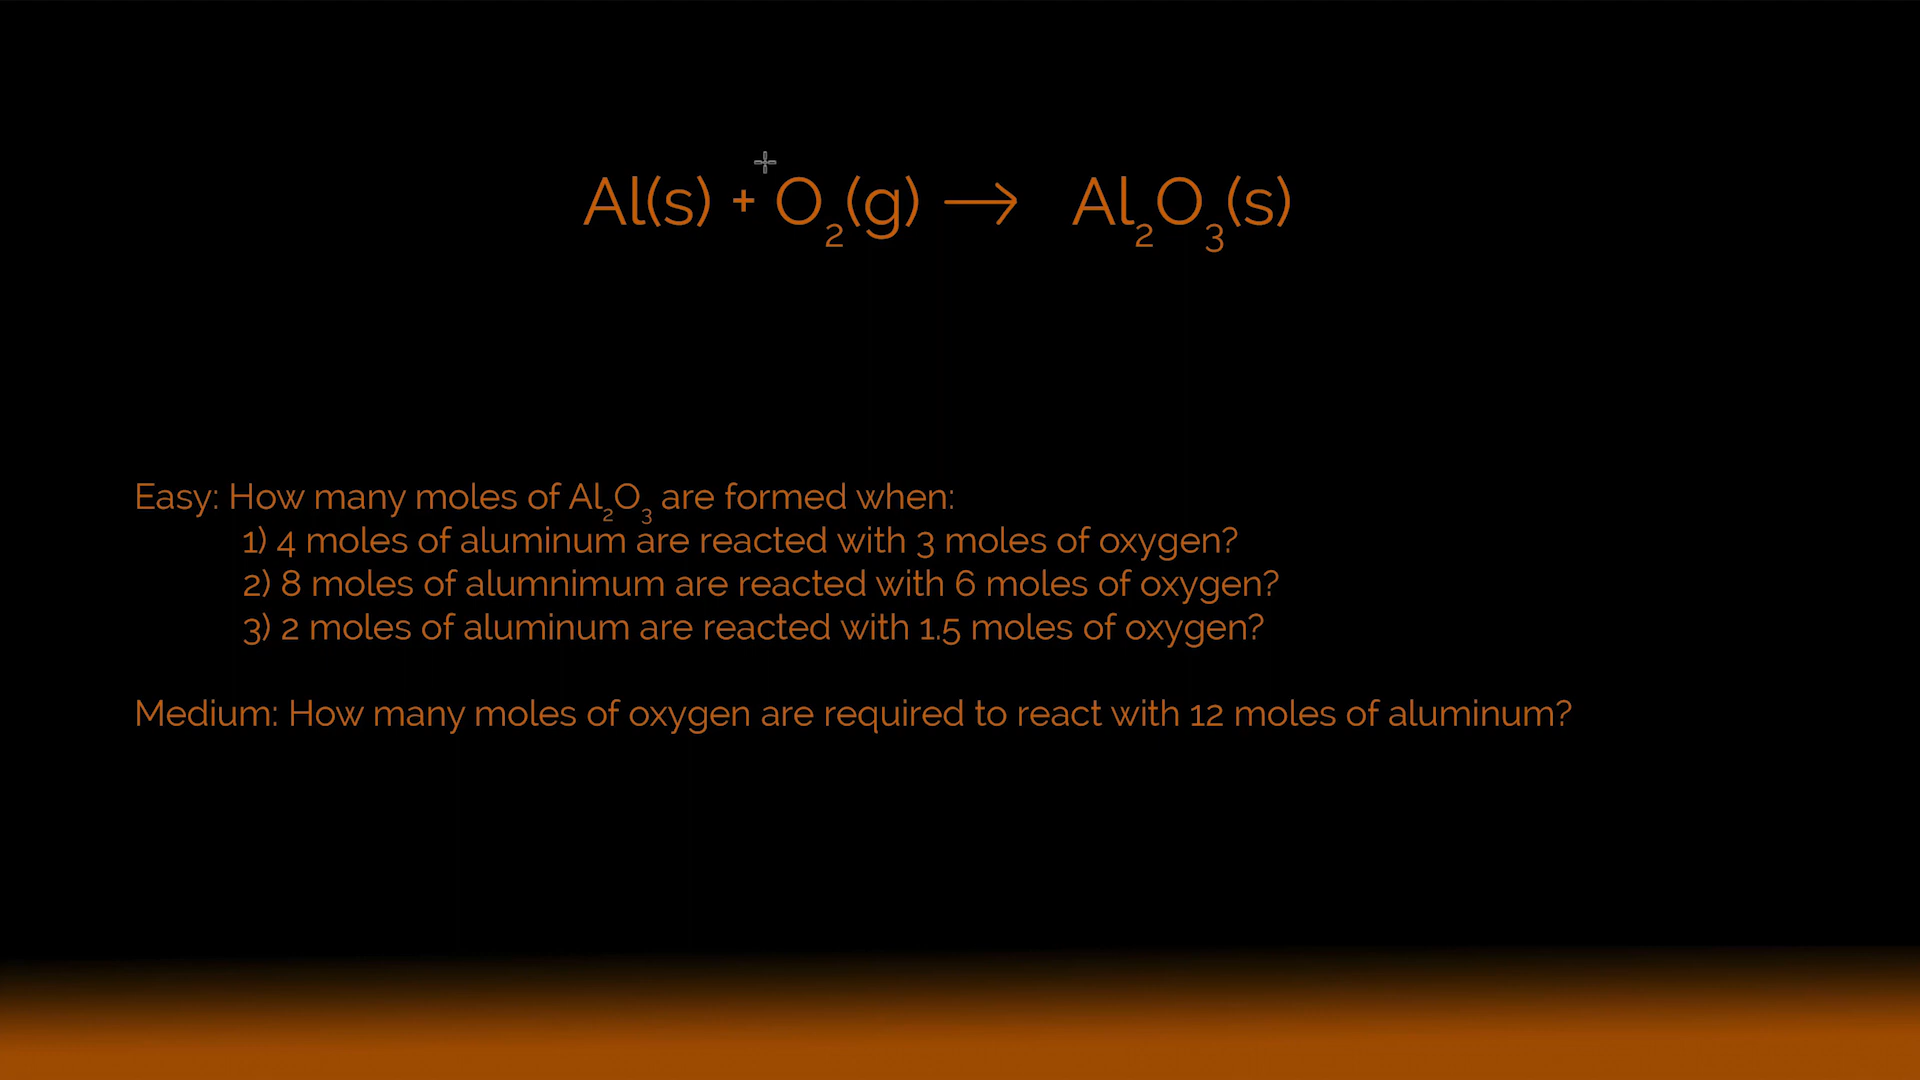 Al(s) + O₂(g) → Al₂O₃(s)
Easy: How many moles of Al₂O₃ are formed when:
1) 4 moles of aluminum are reacted with 3 moles of oxygen?
2) 8 moles of alumnimum are reacted with 6 moles of oxygen?
3) 2 moles of aluminum are reacted with 1.5 moles of oxygen?
Medium: How many moles of oxygen are required to react with 12 moles of aluminum?